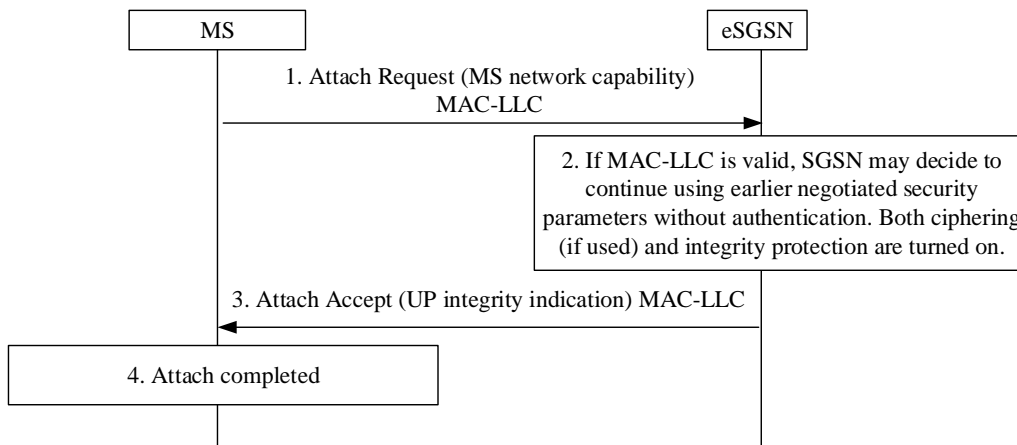 MS
eSGSN
1. Attach Request (MS network capability)
MAC-LLC
2. If MAC-LLC is valid, SGSN may decide to
continue using earlier negotiated security
parameters without authentication. Both ciphering
(if used) and integrity protection are turned on.
3. Attach Accept (UP integrity indication) MAC-LLC
4. Attach completed